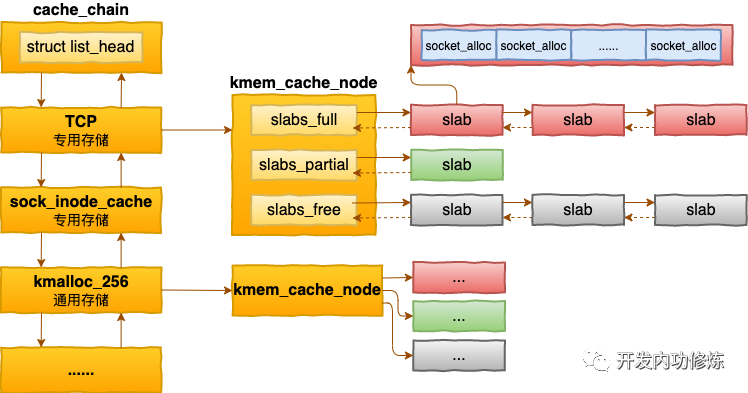 cache_chain
struct list_head
TCP
专用存储
sock_inode_cache
专用存储
kmalloc_256
通用存储
......
kmem_cache_node
slabs_full
slabs_partial
slabs_free
socket_alloc socket_alloc ...... socket_alloc
slab slab slab
slab
slab slab slab
kmem_cache_node
...
...
...
开发内功修炼